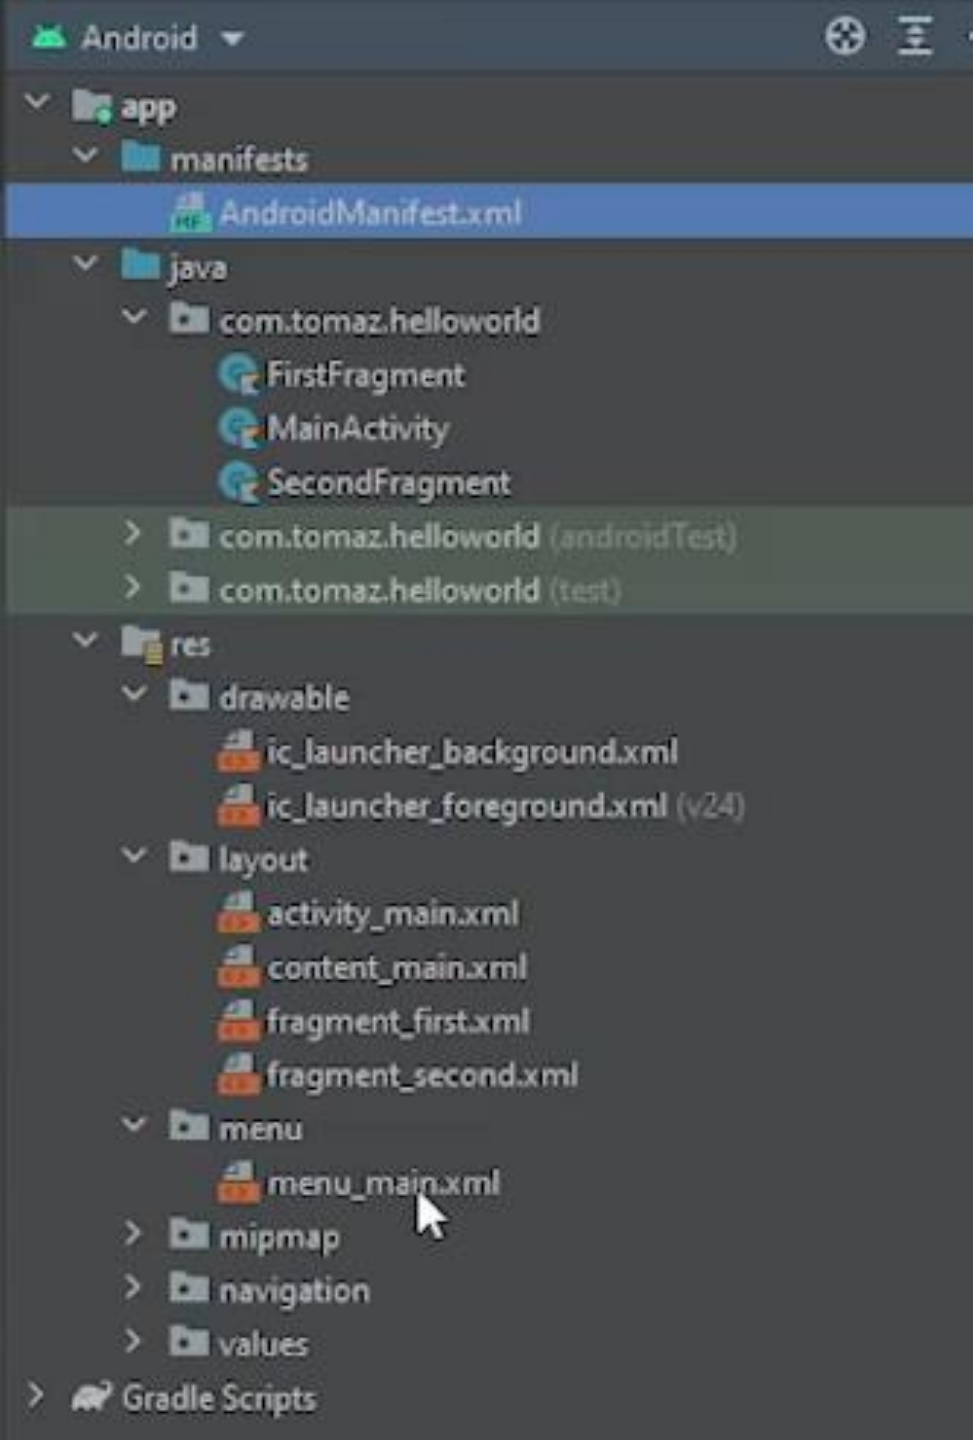 Android
app
manifests
AndroidManifest.xml
java
com.tomaz.helloworld
FirstFragment
MainActivity
SecondFragment
com.tomaz.helloworld (androidTest)
com.tomaz.helloworld (test)
res
drawable
ic_launcher_background.xml
ic_launcher_foreground.xml (v24)
layout
activity_main.xml
content_main.xml
fragment_first.xml
fragment_second.xml
menu
menu_main.xml
mipmap
navigation
values
Gradle Scripts